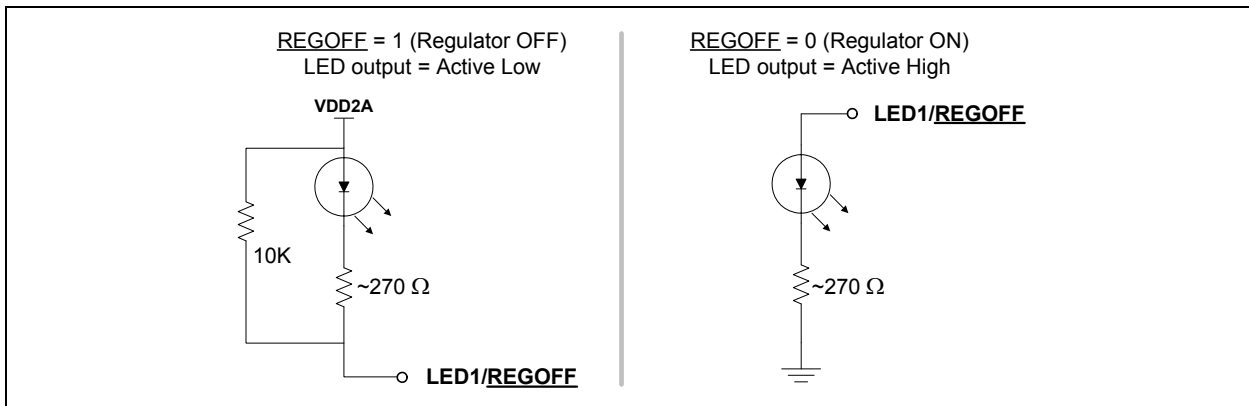 REGOFF = 1 (Regulator OFF)
LED output = Active Low
VDD2A
10K
~270 Ω
LED1/REGOFF
REGOFF = 0 (Regulator ON)
LED output = Active High
LED1/REGOFF
~270 Ω